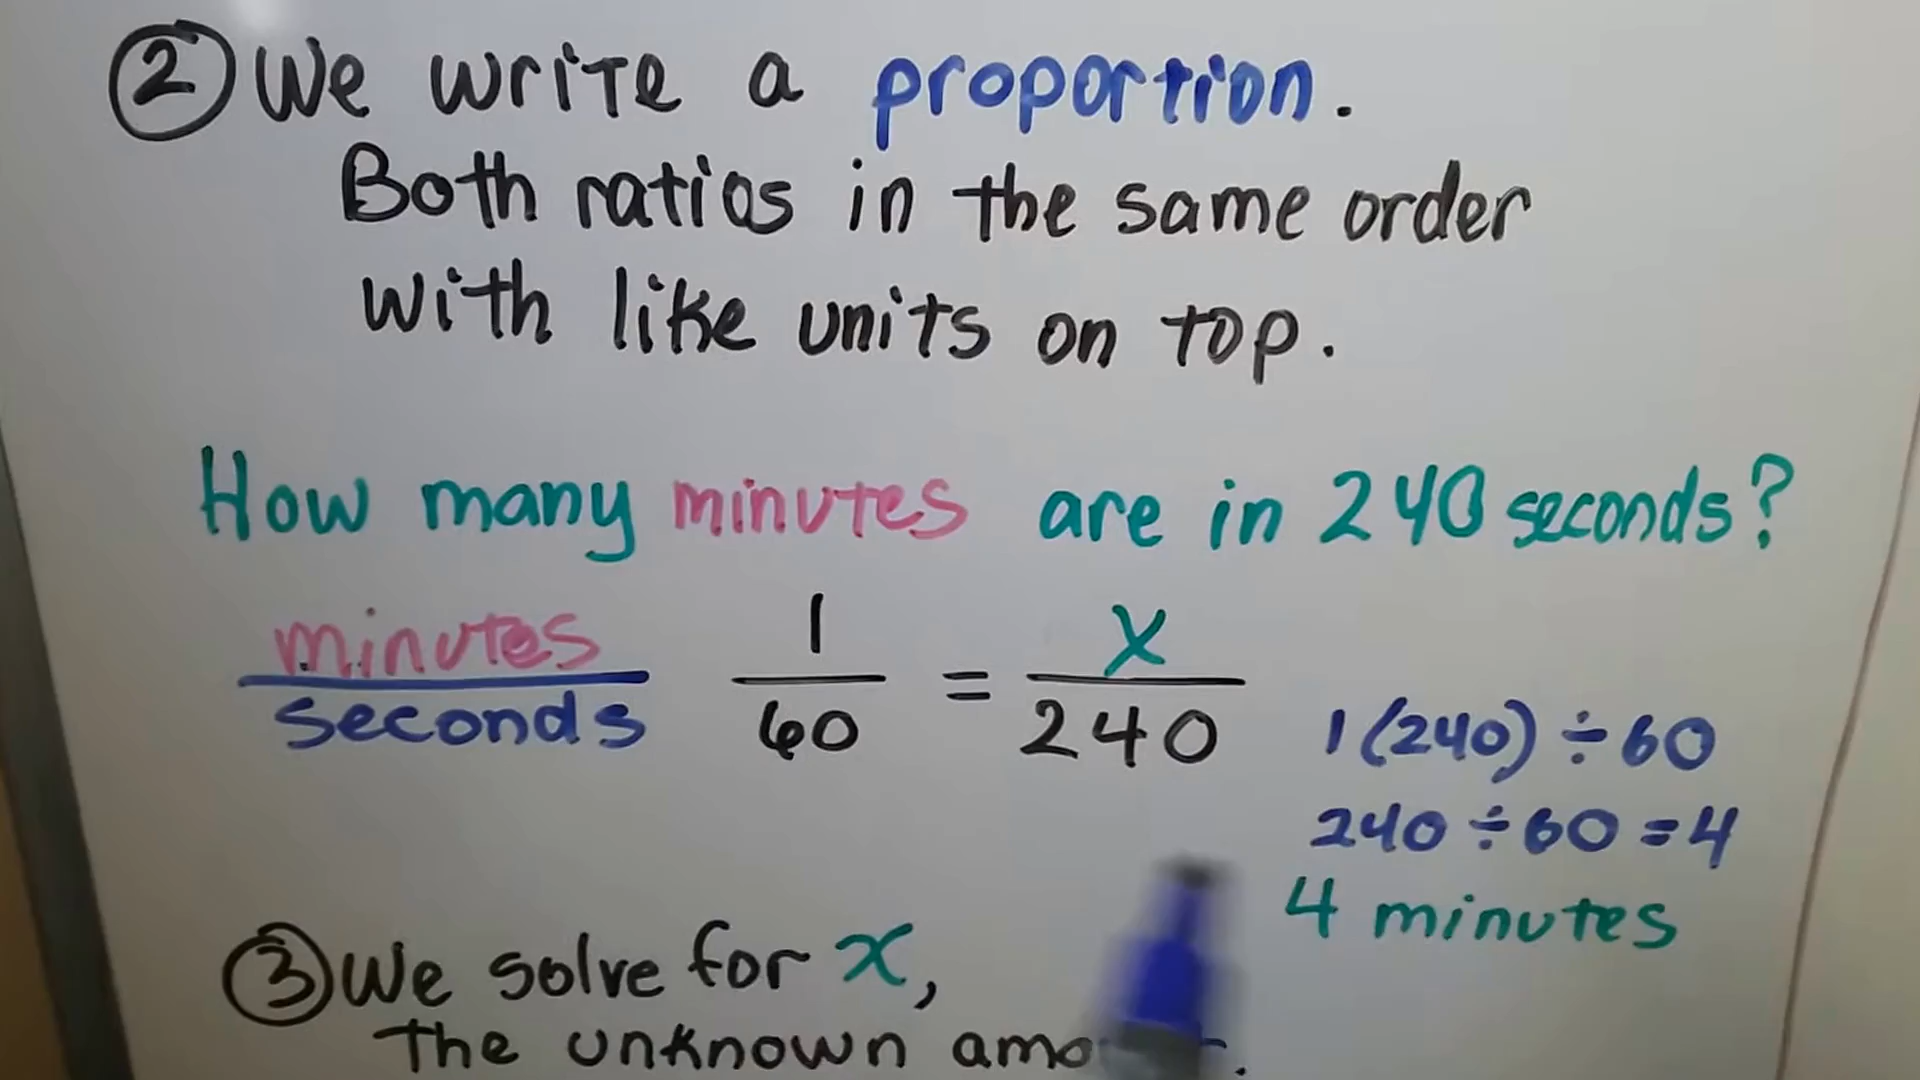 ② We write a proportion.
Both ratios in the same order
with like units on top.
How many minutes are in 240 seconds?
minutes
seconds
1
60
=
x
240
1(240) ÷ 60
240 ÷ 60 = 4
4 minutes
③ We solve for x,
the unknown